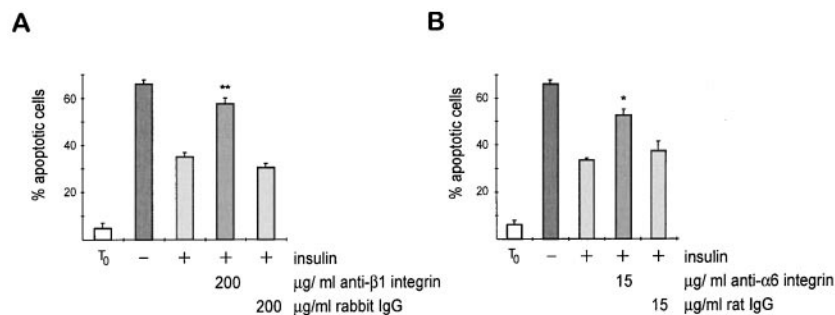 A
% apoptotic cells
60
40
20
**
T0 − + + + insulin
200 μg/ ml anti-β1 integrin
200 μg/ml rabbit IgG
B
% apoptotic cells
60
40
20
*
T0 − + + + insulin
15 μg/ ml anti-α6 integrin
15 μg/ml rat IgG